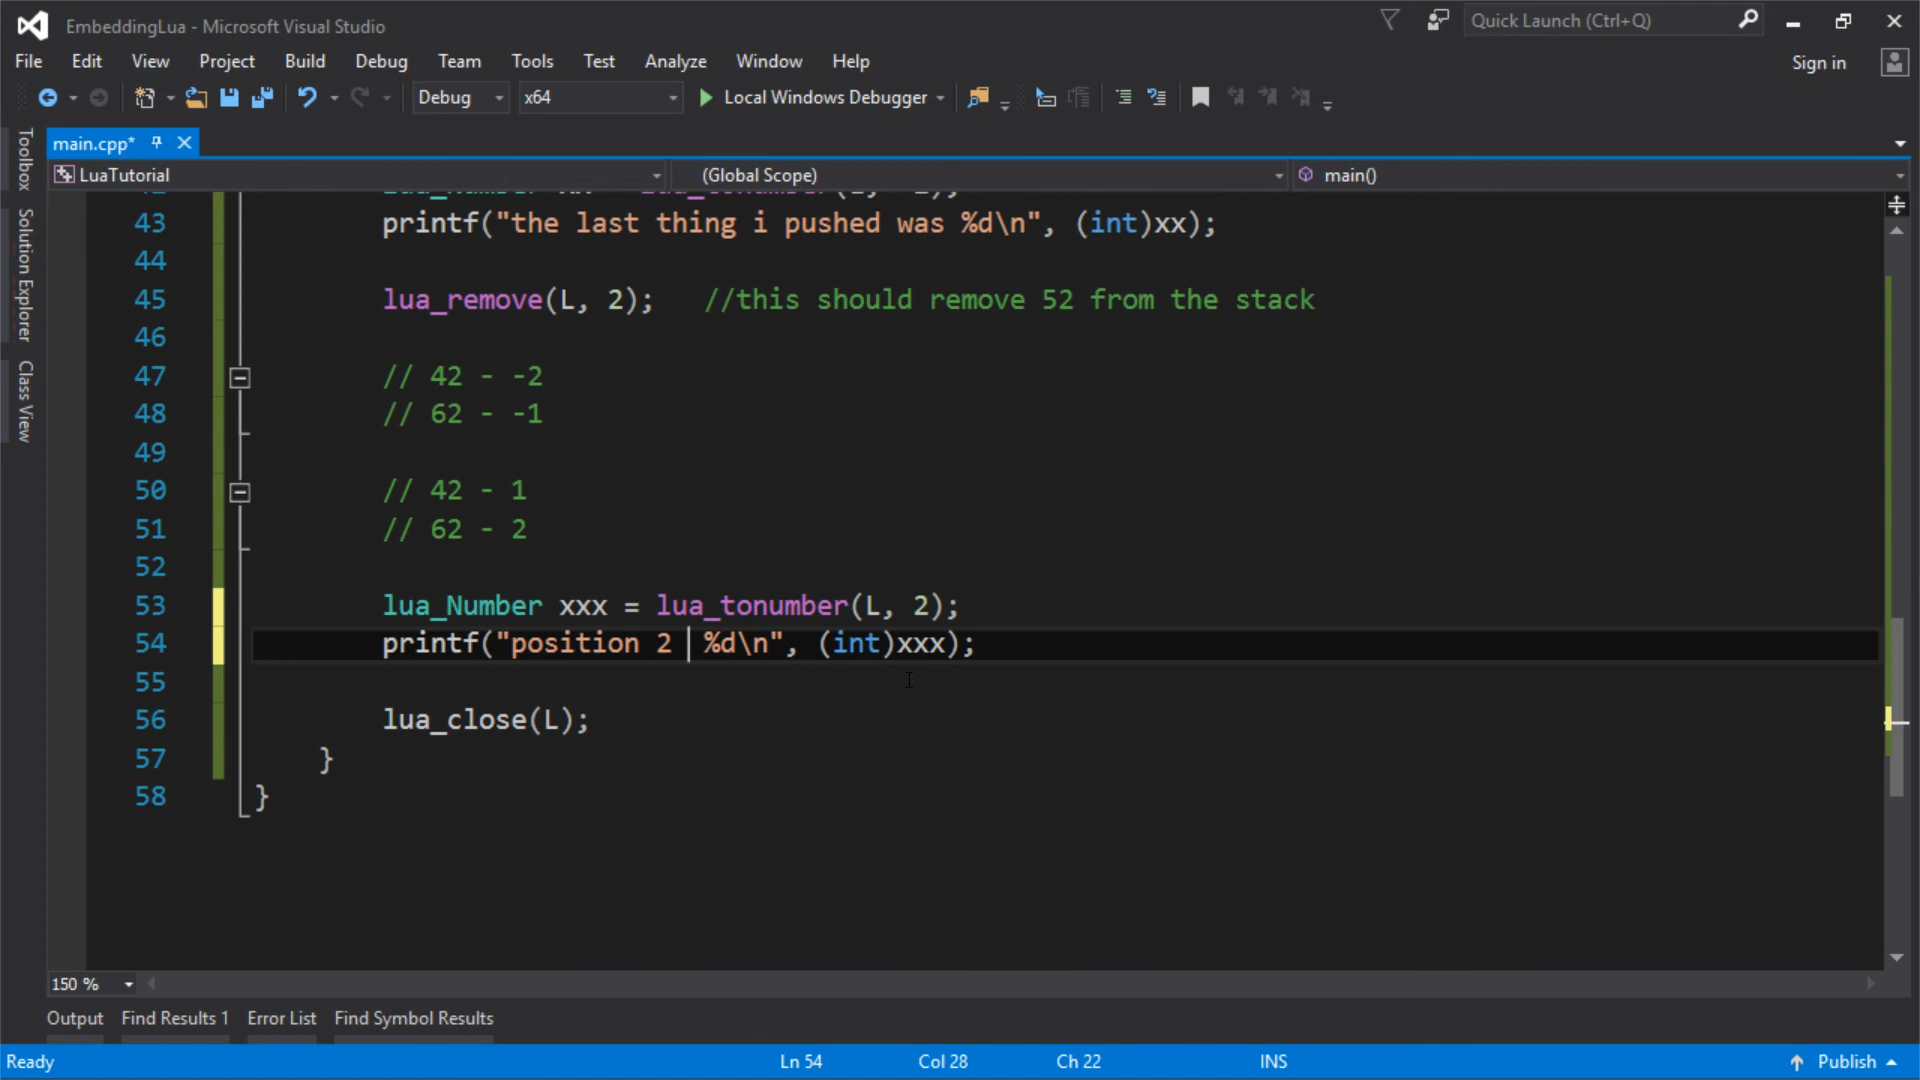 EmbeddingLua - Microsoft Visual Studio
Quick Launch (Ctrl+Q)
File Edit View Project Build Debug Team Tools Test Analyze Window Help
Sign in
Debug x64 Local Windows Debugger
Toolbox
Solution Explorer
Class View
main.cpp*
LuaTutorial (Global Scope) main()
43 printf("the last thing i pushed was %d\n", (int)xx);
44
45 lua_remove(L, 2); //this should remove 52 from the stack
46
47 // 42 - -2
48 // 62 - -1
49
50 // 42 - 1
51 // 62 - 2
52
53 lua_Number xxx = lua_tonumber(L, 2);
54 printf("position 2 %d\n", (int)xxx);
55
56 lua_close(L);
57 }
58 }
150 %
Output Find Results 1 Error List Find Symbol Results
Ready Ln 54 Col 28 Ch 22 INS Publish